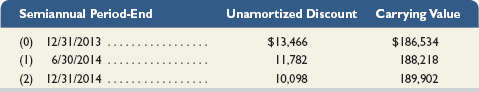 Semiannual Period-End Unamortized Discount Carrying Value
(0) 12/31/2013 . . . . . . . . . . . . . . . . . $13,466 $186,534
(1) 6/30/2014 . . . . . . . . . . . . . . . . . 11,782 188,218
(2) 12/31/2014 . . . . . . . . . . . . . . . . . 10,098 189,902